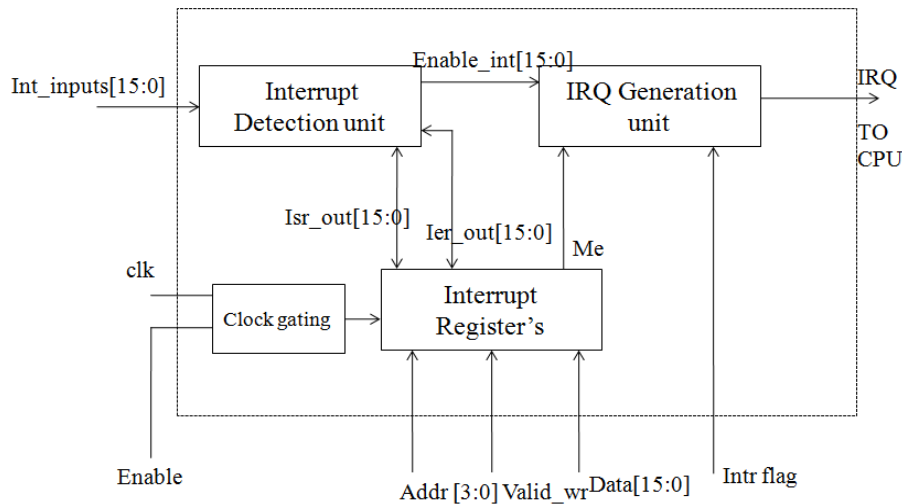 Enable_int[15:0]
Int_inputs[15:0]
Interrupt
Detection unit
IRQ Generation
unit
IRQ
TO
CPU
Isr_out[15:0]
Ier_out[15:0]
Me
clk
Clock gating
Interrupt
Register's
Enable
Addr [3:0]
Valid_wr
Data[15:0]
Intr flag